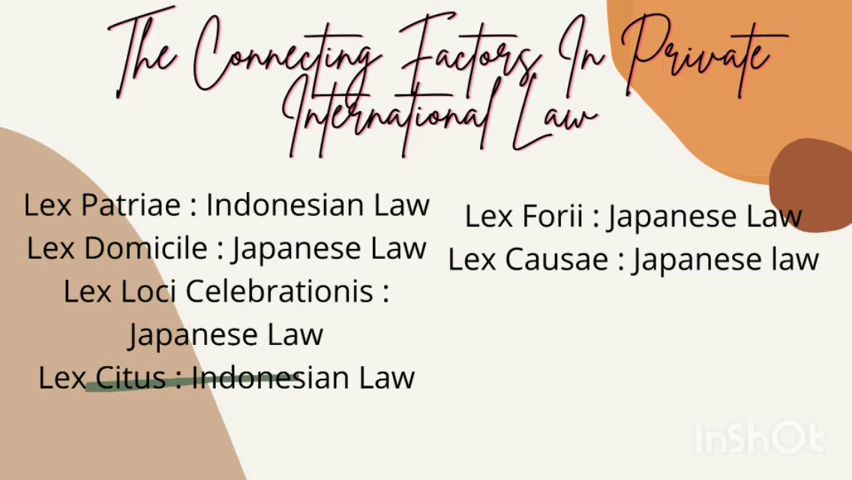 The Connecting Factors In Private
International Law
Lex Patriae : Indonesian Law
Lex Domicile : Japanese Law
Lex Loci Celebrationis :
Japanese Law
Lex Citus : Indonesian Law
Lex Forii : Japanese Law
Lex Causae : Japanese law
InShOt